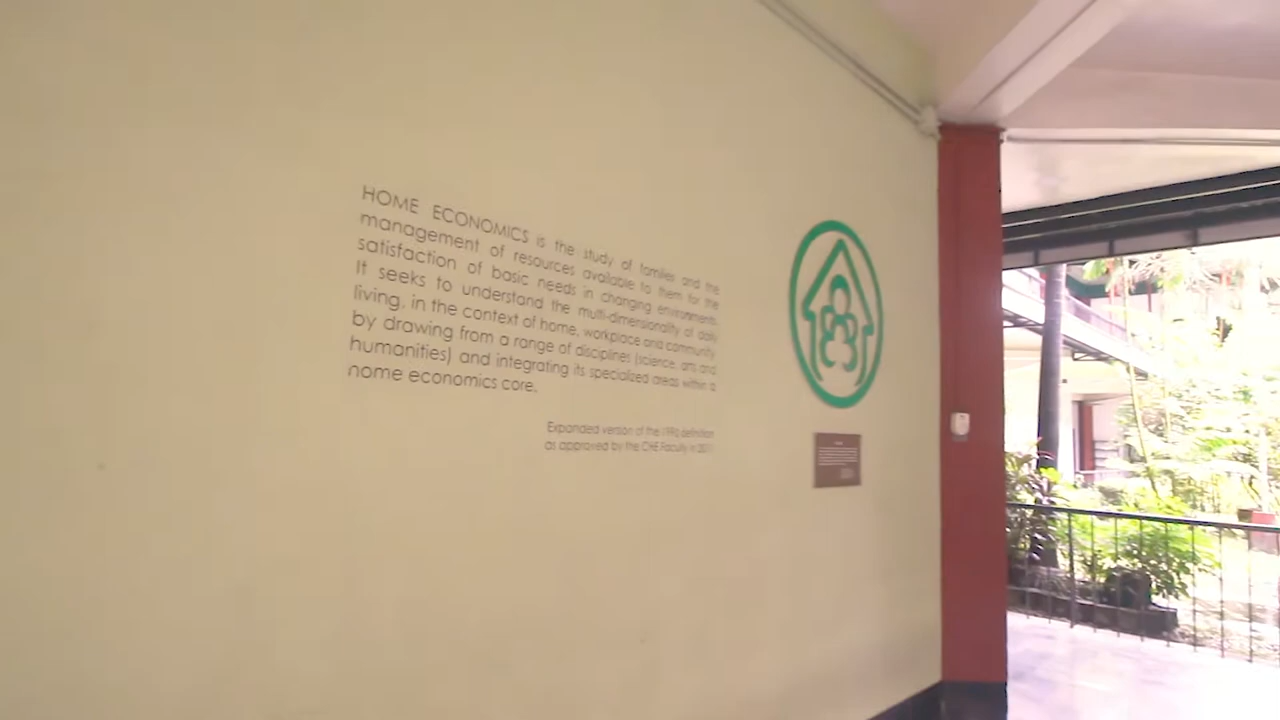 HOME ECONOMICS is the study of families and the
management of resources available to them for the
satisfaction of basic needs in changing environments.
It seeks to understand the multi-dimensionality of daily
living, in the context of home, workplace and community
by drawing from a range of disciplines (science, arts and
humanities) and integrating its specialized areas within a
home economics core.
Expanded version of the 1996 definition
as approved by the CHE Faculty in 2011